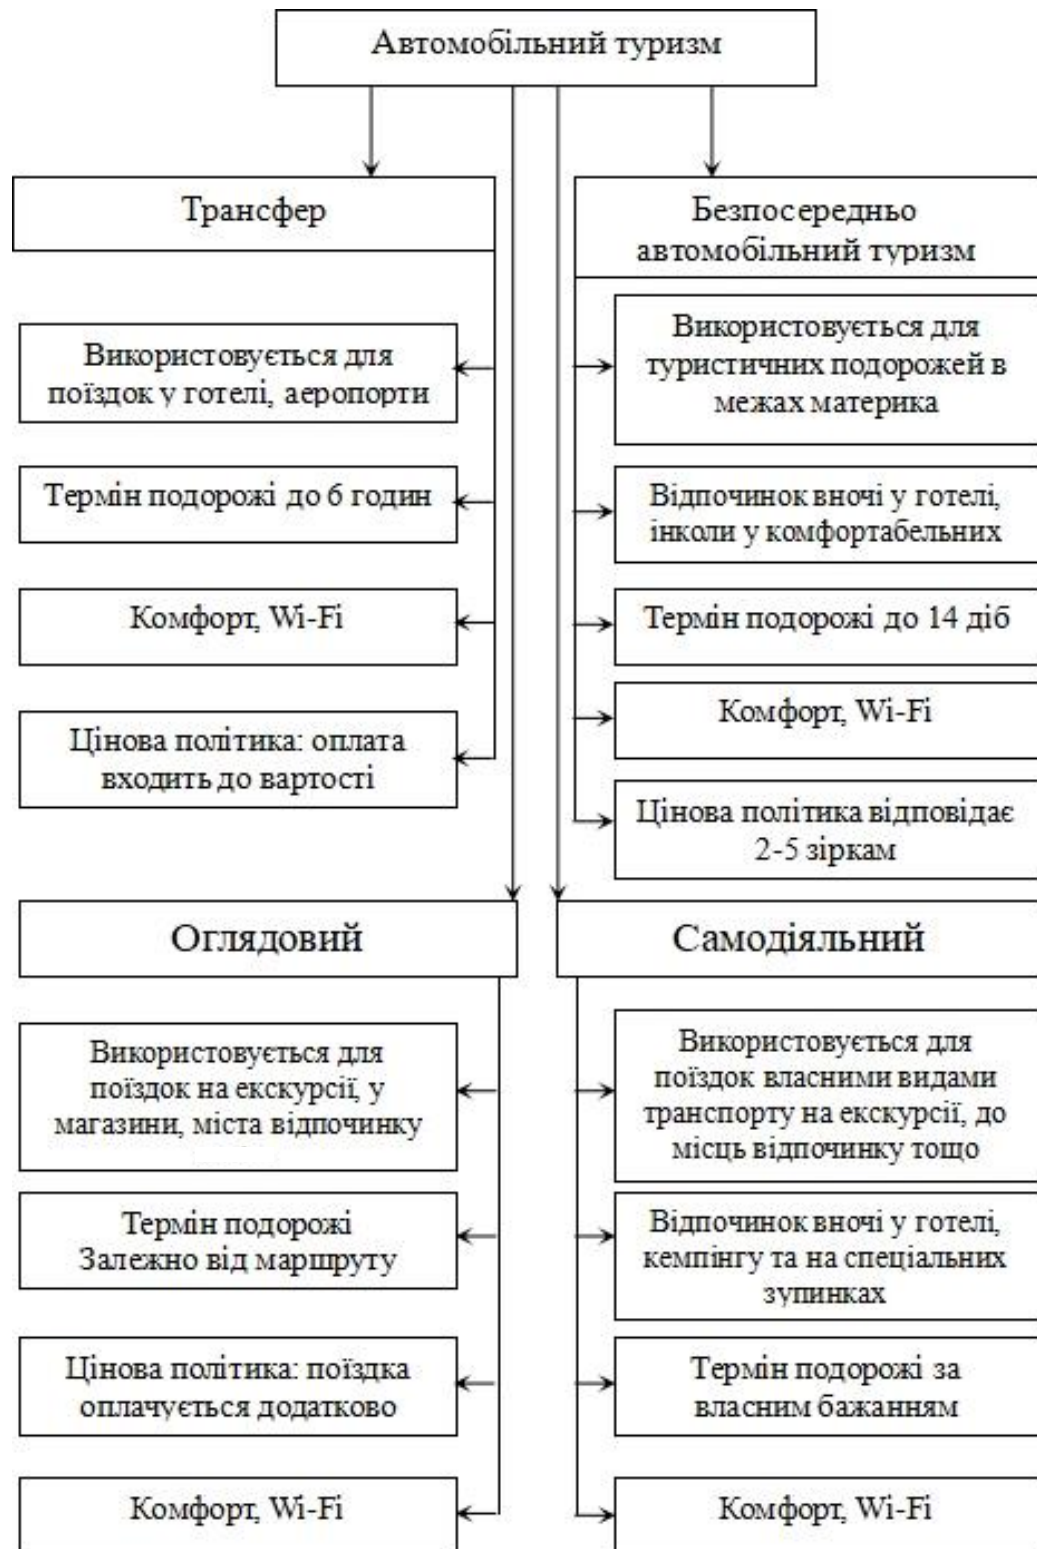 Автомобільний туризм
Трансфер
Використовується для
поїздок у готелі, аеропорти
Термін подорожі до 6 годин
Комфорт, Wi-Fi
Цінова політика: оплата
входить до вартості
Безпосередньо
автомобільний туризм
Використовується для
туристичних подорожей в
межах материка
Відпочинок вночі у готелі,
інколи у комфортабельних
Термін подорожі до 14 діб
Комфорт, Wi-Fi
Цінова політика відповідає
2-5 зіркам
Оглядовий
Використовується для
поїздок на екскурсії, у
магазини, міста відпочинку
Термін подорожі
Залежно від маршруту
Цінова політика: поїздка
оплачується додатково
Комфорт, Wi-Fi
Самодіяльний
Використовується для
поїздок власними видами
транспорту на екскурсії, до
місць відпочинку тощо
Відпочинок вночі у готелі,
кемпінгу та на спеціальних
зупинках
Термін подорожі за
власним бажанням
Комфорт, Wi-Fi